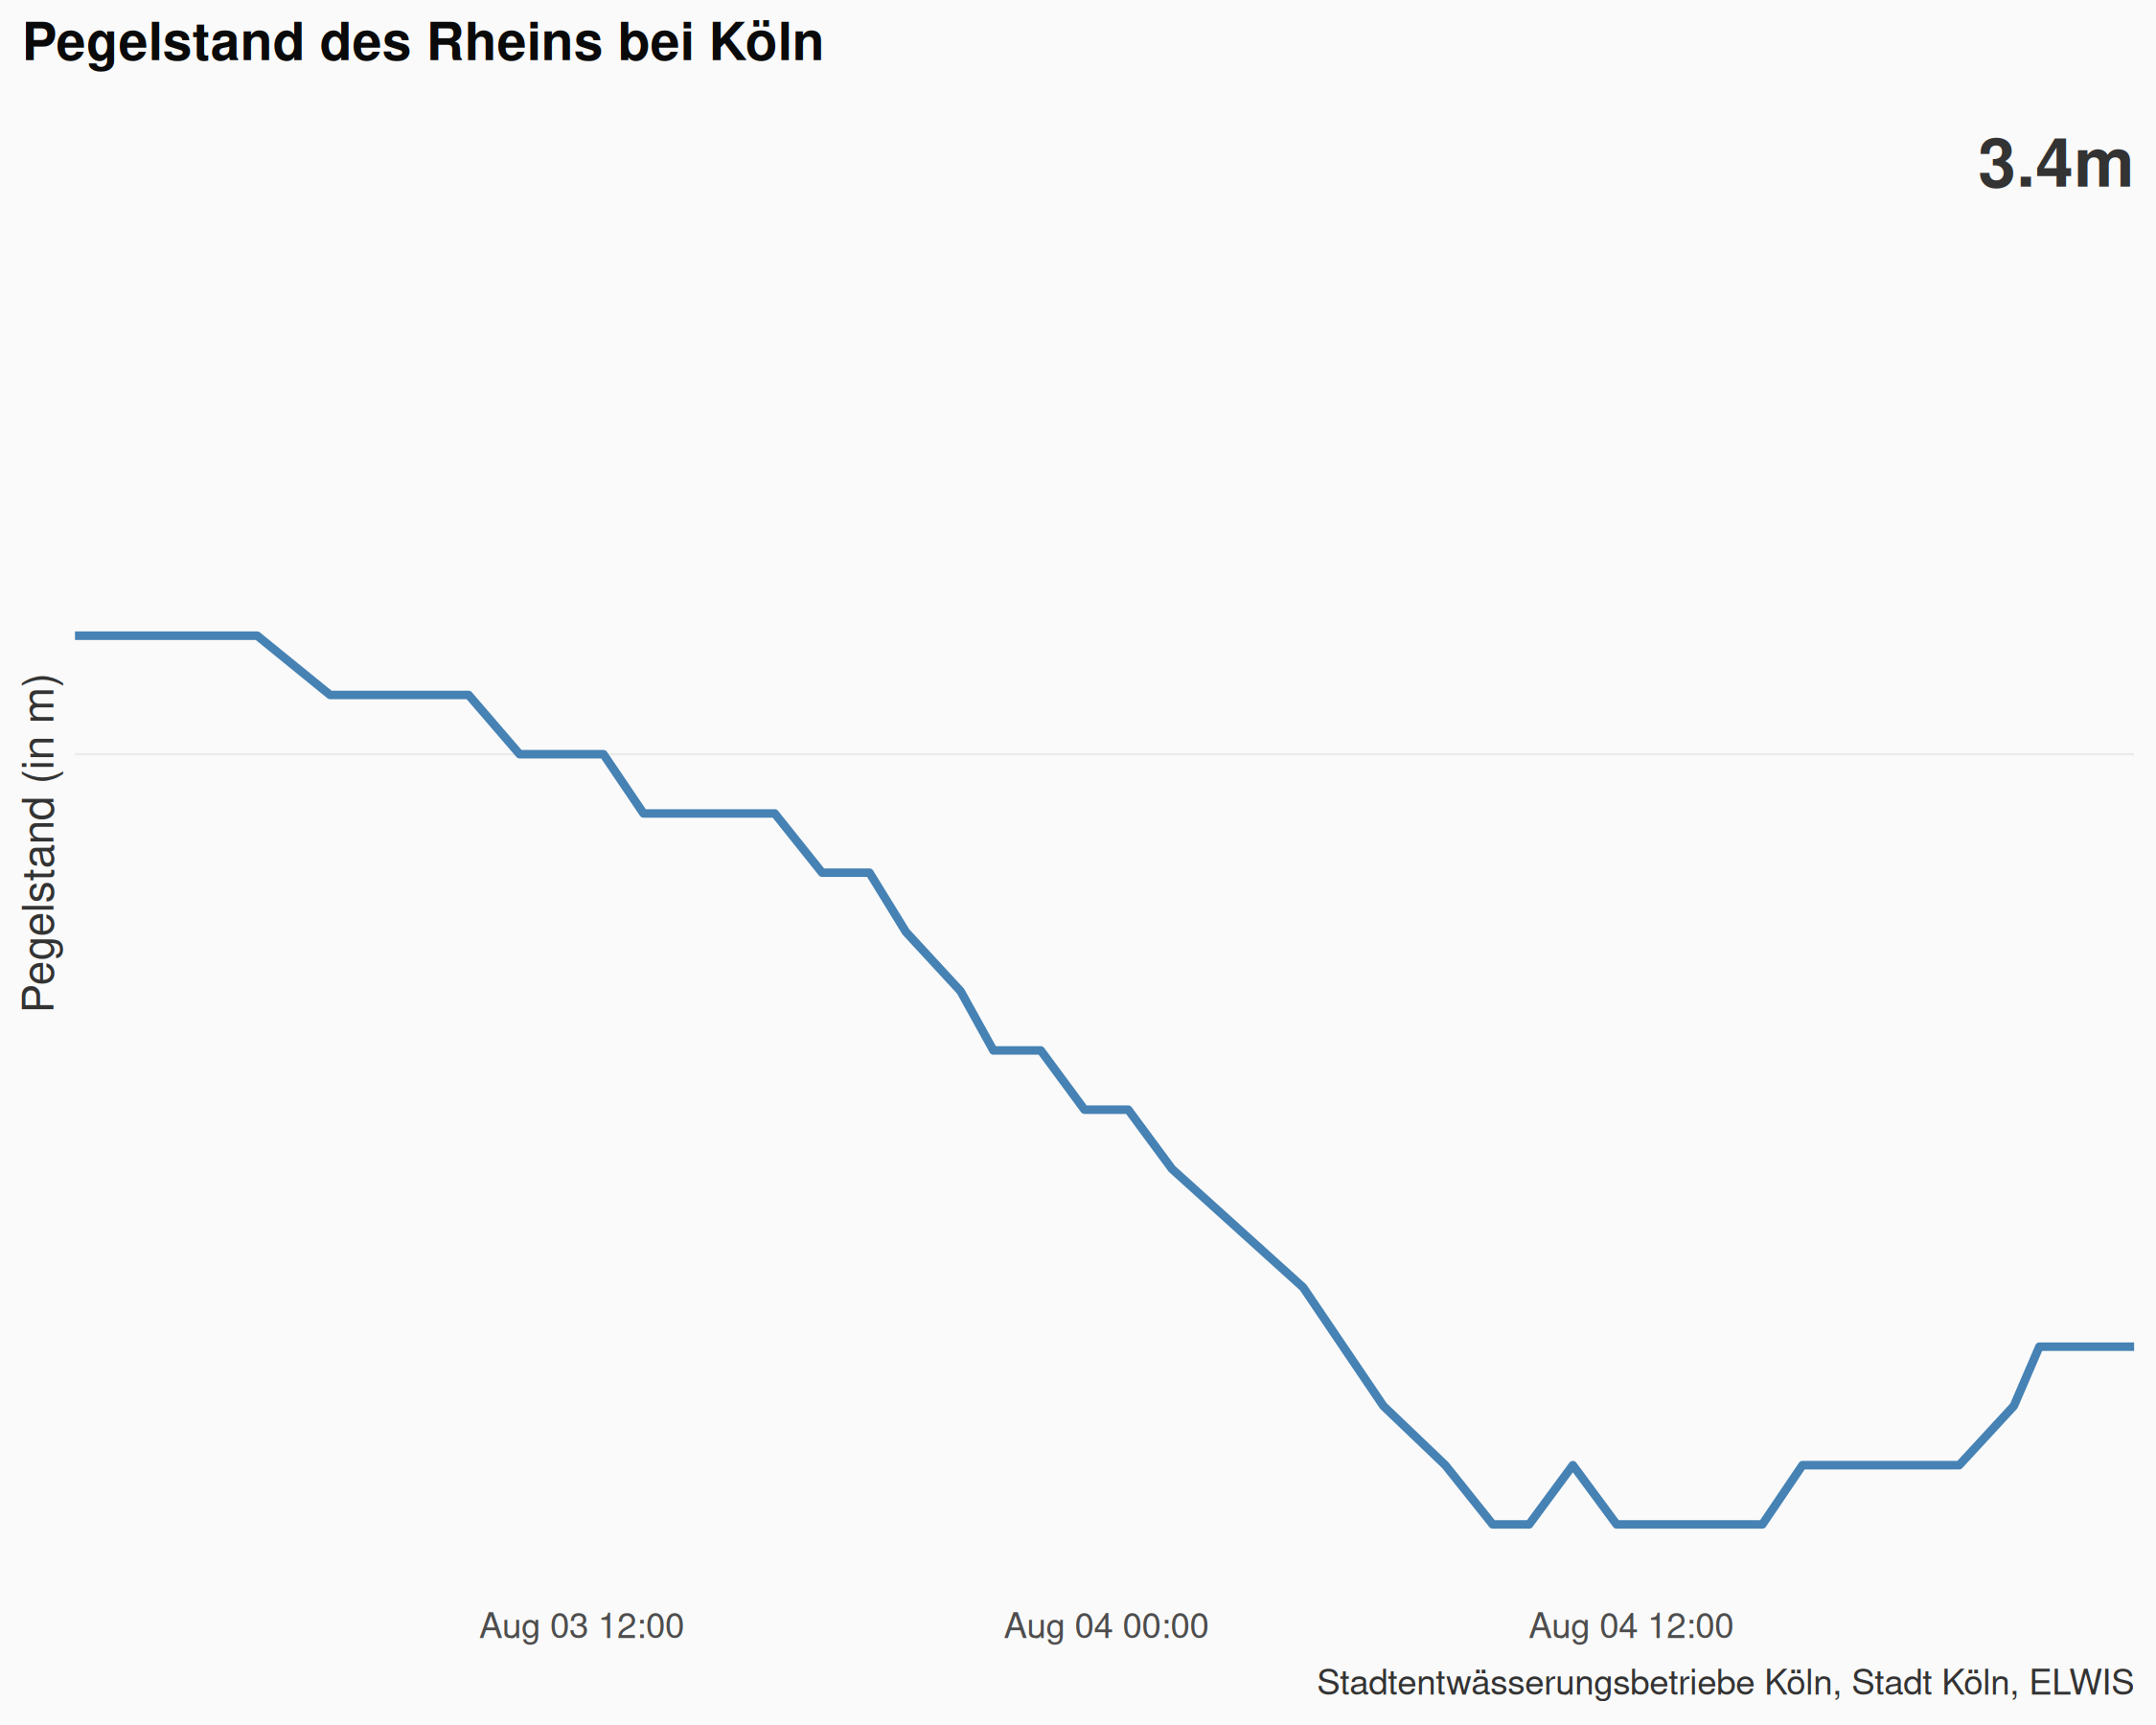 Pegelstand des Rheins bei Köln
3.4m
Pegelstand (in m)
Aug 03 12:00
Aug 04 00:00
Aug 04 12:00
Stadtentwässerungsbetriebe Köln, Stadt Köln, ELWIS